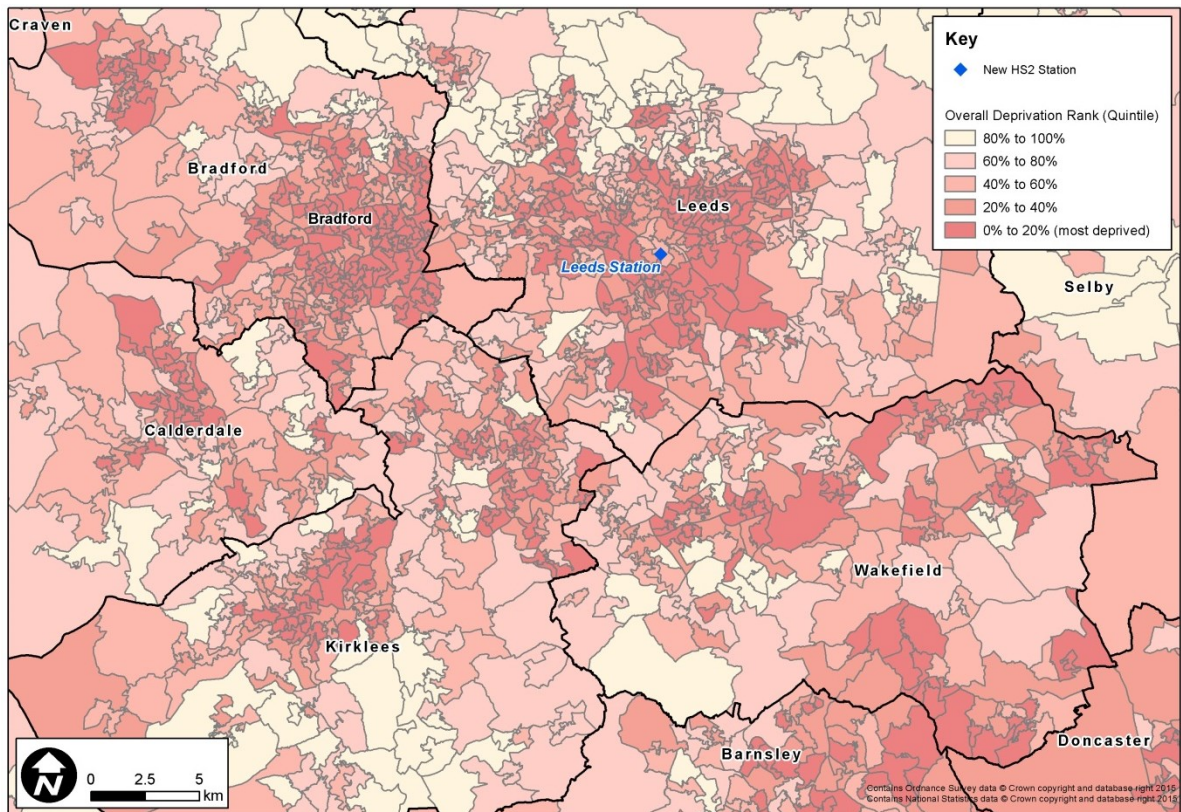 Craven
Bradford
Bradford
Leeds
Leeds Station
Selby
Calderdale
Wakefield
Kirklees
Barnsley
Doncaster
Key
New HS2 Station
Overall Deprivation Rank (Quintile)
80% to 100%
60% to 80%
40% to 60%
20% to 40%
0% to 20% (most deprived)
N
0 2.5 5
km
Contains Ordnance Survey data © Crown copyright and database right 2015
Contains National Statistics data © Crown copyright and database right 2015